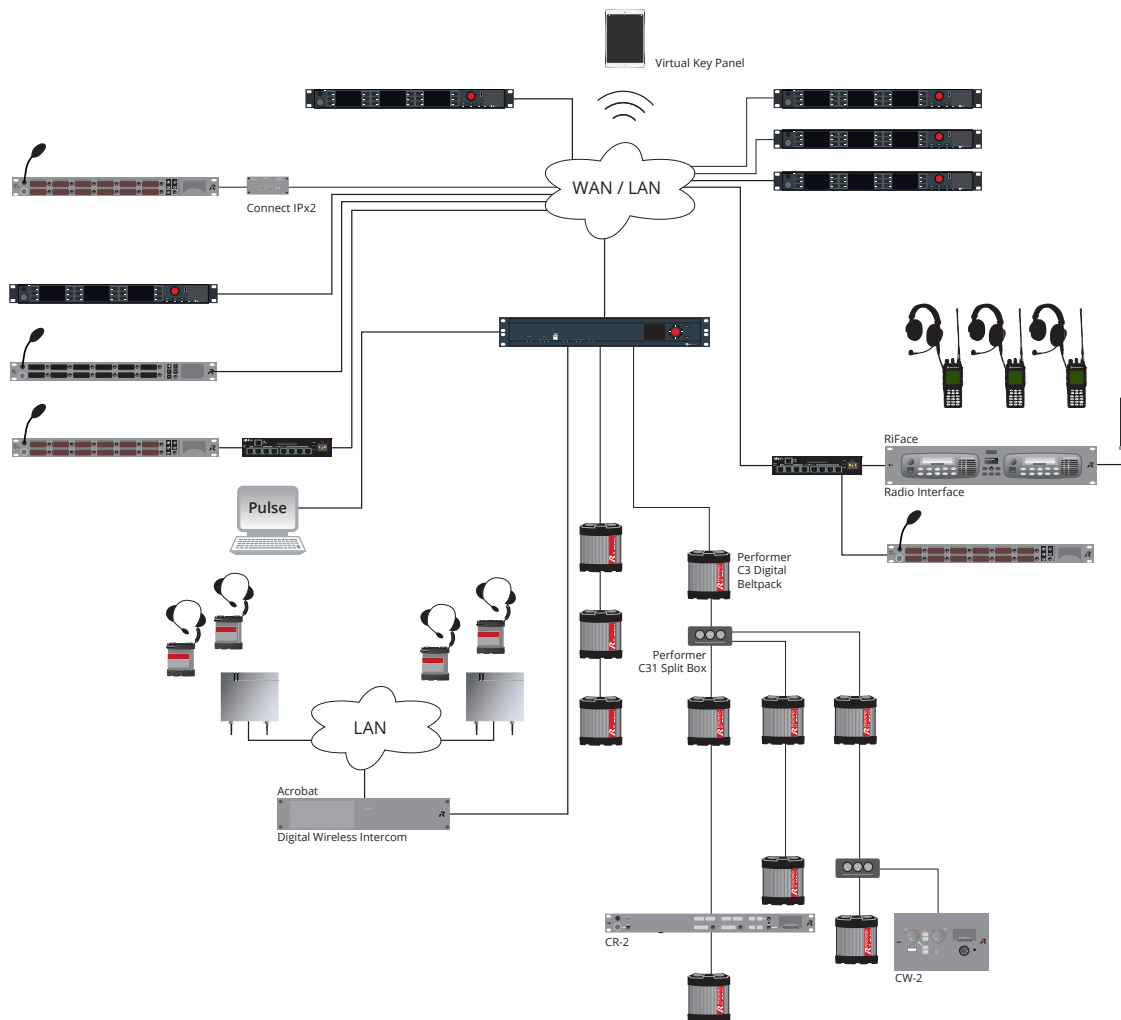 Virtual Key Panel
WAN / LAN
Connect IPx2
Pulse
RiFace
Radio Interface
Performer
C3 Digital
Beltpack
Performer
C31 Split Box
LAN
Acrobat
Digital Wireless Intercom
CR-2
CW-2